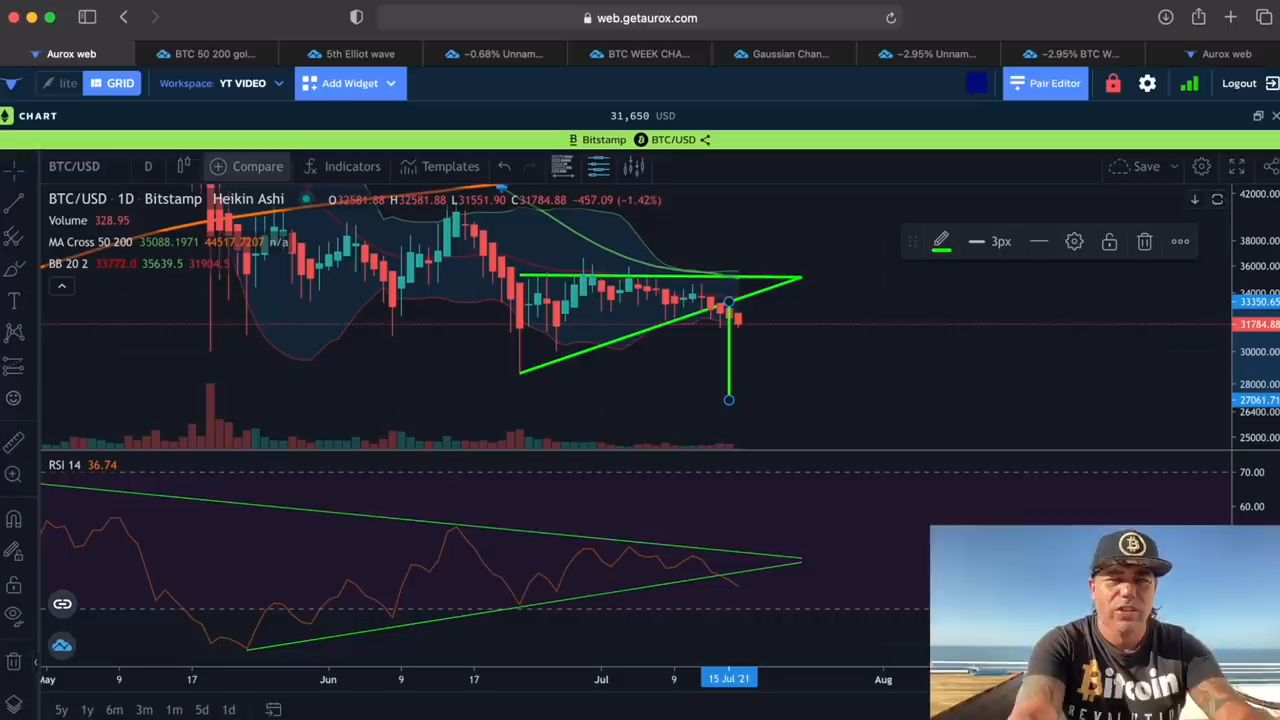 web.getaurox.com
Aurox web
BTC 50 200 gol...
5th Elliot wave
−0.68% Unnam...
BTC WEEK CHA...
Gaussian Chan...
−2.95% Unnam...
−2.95% BTC W...
Aurox web
lite GRID Workspace: YT VIDEO Add Widget Pair Editor Logout
CHART 31,650 USD
Bitstamp BTC/USD
BTC/USD D Compare Indicators Templates Save
BTC/USD · 1D Bitstamp Heikin Ashi O32581.88 H32581.88 L31551.90 C31784.88 −457.09 (−1.42%)
Volume 328.95
MA Cross 50 200 35088.1971 44517.7207 n/a
BB 20 2 33772.0 35639.5 31904.5
3px
42000.00
38000.00
36000.00
34000.00
33350.65
31784.88
30000.00
28000.00
27061.71
26400.00
25000.00
RSI 14 36.74
70.00
60.00
May 9 17 Jun 9 17 Jul 9 15 Jul '21 Aug
5y 1y 6m 3m 1m 5d 1d
Bitcoin